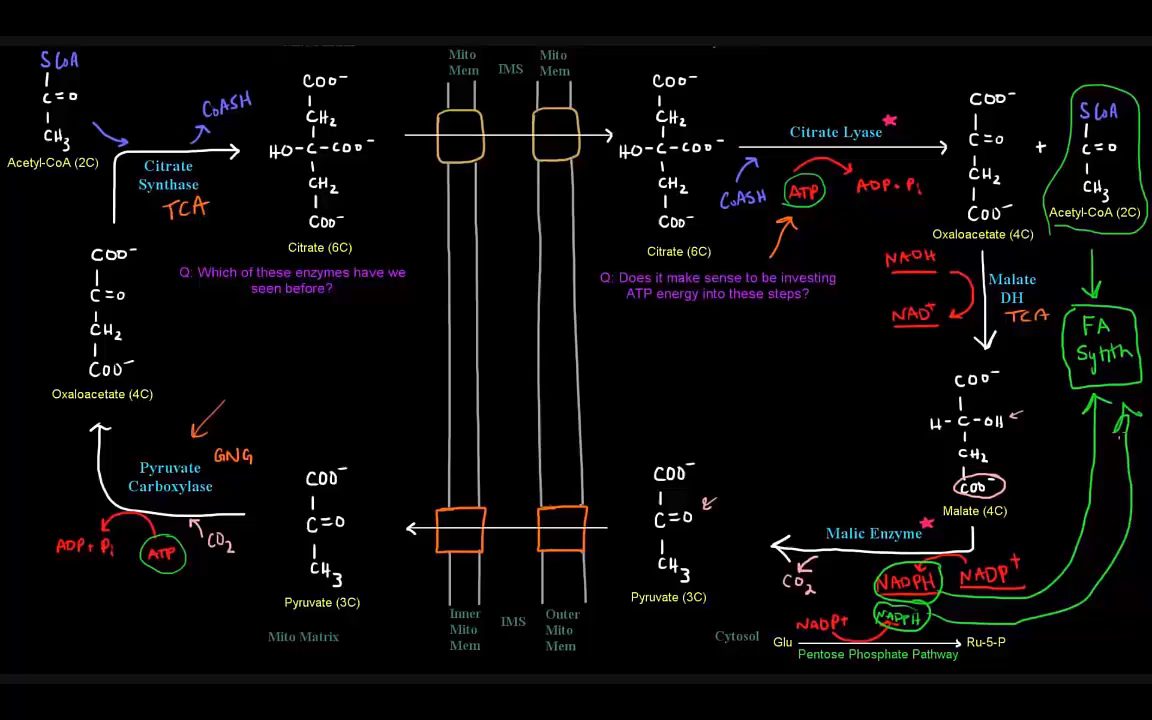 Mito
Mem
IMS
Mito
Mem
SCoA
C=O
CH3
Acetyl-CoA (2C)
CoASH
Citrate
Synthase
TCA
COO⁻
CH2
HO-C-COO⁻
CH2
COO⁻
Citrate (6C)
Q: Which of these enzymes have we
seen before?
COO⁻
C=O
CH2
COO⁻
Oxaloacetate (4C)
GNG
Pyruvate
Carboxylase
ADP + Pi
ATP
CO2
COO⁻
C=O
CH3
Pyruvate (3C)
Mito Matrix
Inner
Mito
Mem
IMS
Outer
Mito
Mem
COO⁻
CH2
HO-C-COO⁻
CH2
COO⁻
Citrate (6C)
Q: Does it make sense to be investing
ATP energy into these steps?
Citrate Lyase
CoASH
ATP
ADP + Pi
COO⁻
C=O
CH2
COO⁻
Oxaloacetate (4C)
+
SCoA
C=O
CH3
Acetyl-CoA (2C)
NADH
NAD+
Malate
DH
TCA
FA
Synth
COO⁻
H-C-OH
CH2
COO⁻
Malate (4C)
Malic Enzyme
CO2
NADPH
NADP+
COO⁻
C=O
CH3
Pyruvate (3C)
Cytosol
NADP+
NADPH
Glu
Ru-5-P
Pentose Phosphate Pathway